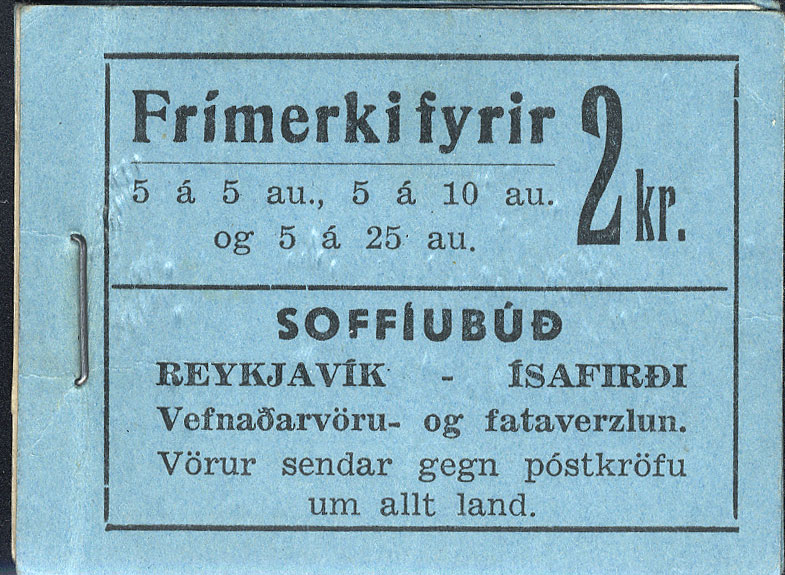 Frímerki fyrir 2 kr.
5 á 5 au., 5 á 10 au.
og 5 á 25 au.
SOFFÍUBÚÐ
REYKJAVÍK - ÍSAFIRÐI
Vefnaðarvöru- og fataverzlun.
Vörur sendar gegn póstkröfu
um allt land.